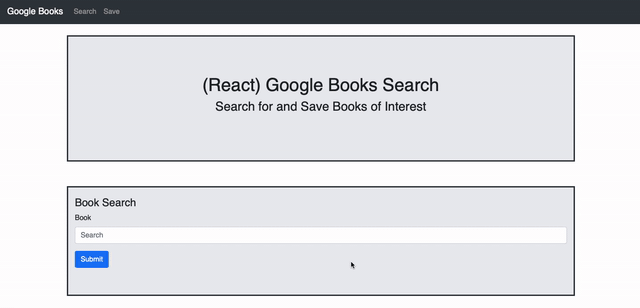 Google Books Search Save
(React) Google Books Search
Search for and Save Books of Interest
Book Search
Book
Search
Submit